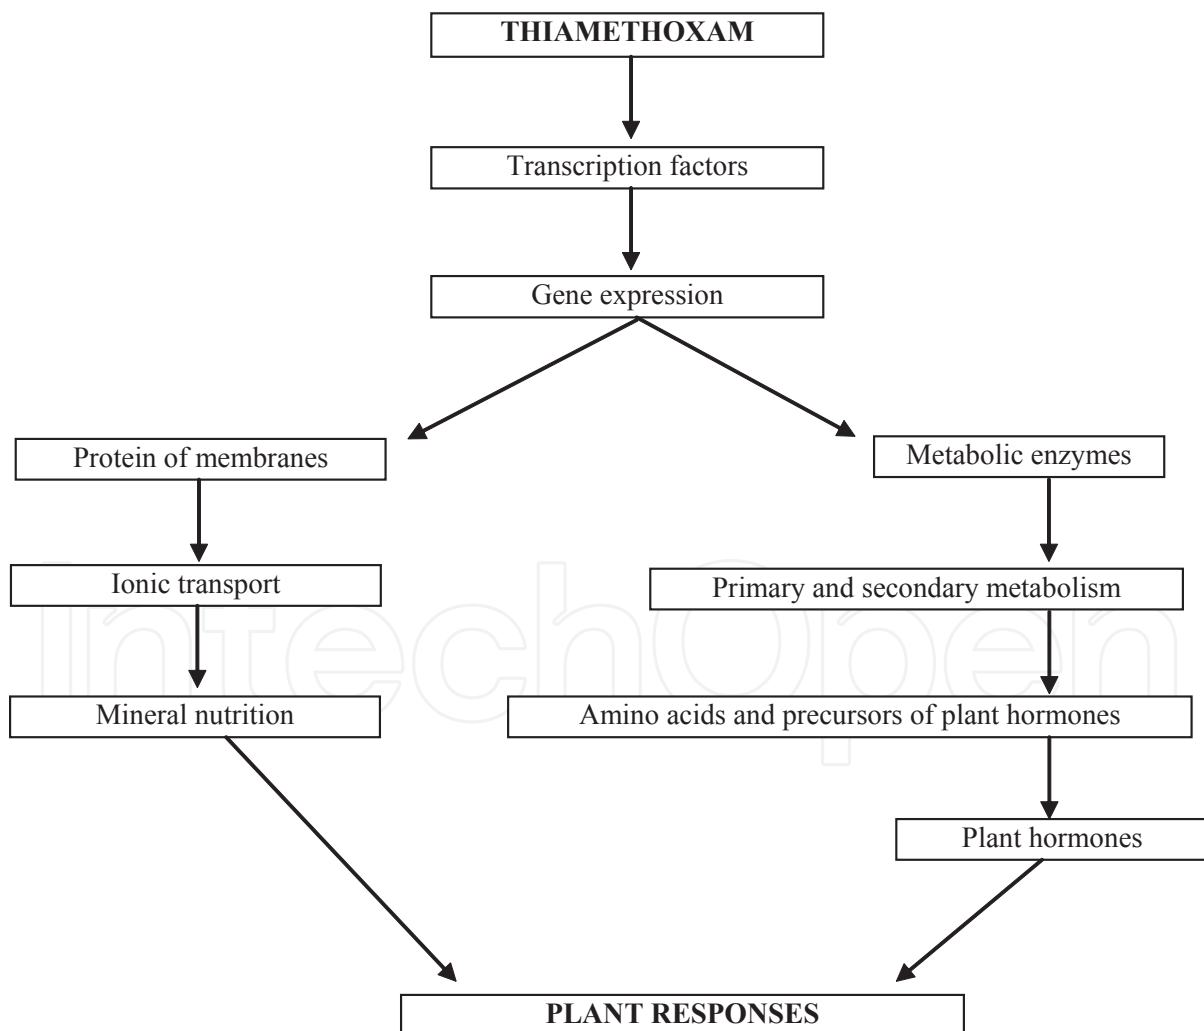 THIAMETHOXAM
Transcription factors
Gene expression
Protein of membranes
Metabolic enzymes
Ionic transport
Primary and secondary metabolism
IntechOpen
Mineral nutrition
Amino acids and precursors of plant hormones
Plant hormones
PLANT RESPONSES